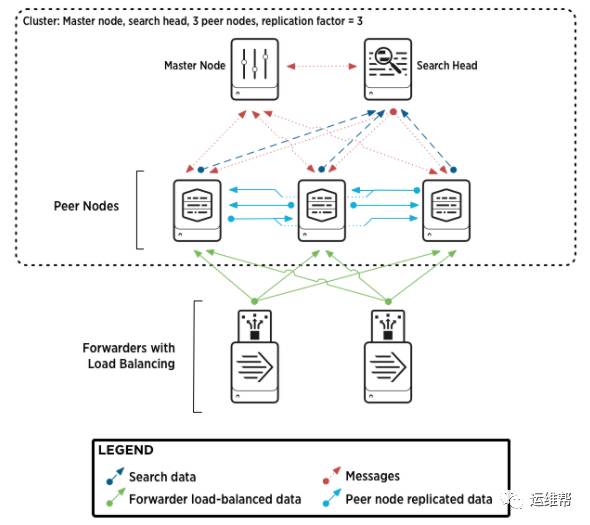 Cluster: Master node, search head, 3 peer nodes, replication factor = 3
Master Node
Search Head
Peer Nodes
Forwarders with
Load Balancing
LEGEND
Search data
Messages
Forwarder load-balanced data
Peer node replicated data
运维帮